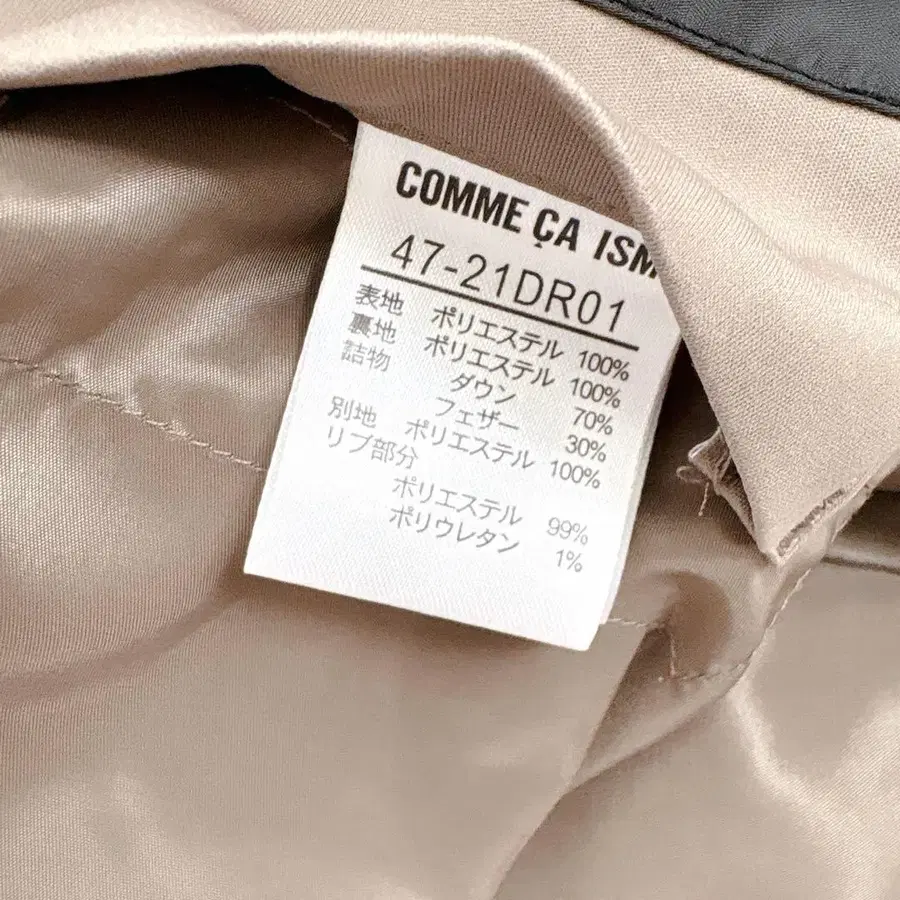 COMME ÇA ISM
47-21DR01
表地 ポリエステル 100%
裏地 ポリエステル 100%
詰物 ダウン 70%
フェザー 30%
別地 ポリエステル 100%
リブ部分
ポリエステル 99%
ポリウレタン 1%